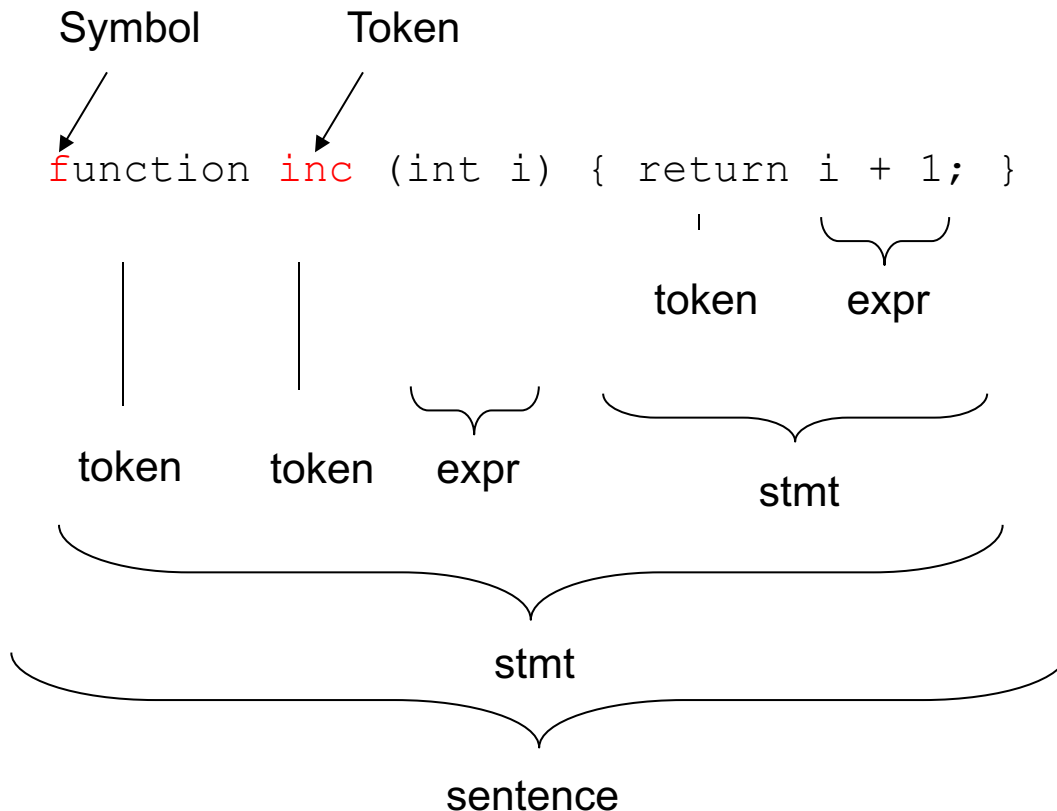 Symbol Token
function inc (int i) { return i + 1; }
token expr
token token expr
stmt
stmt
sentence